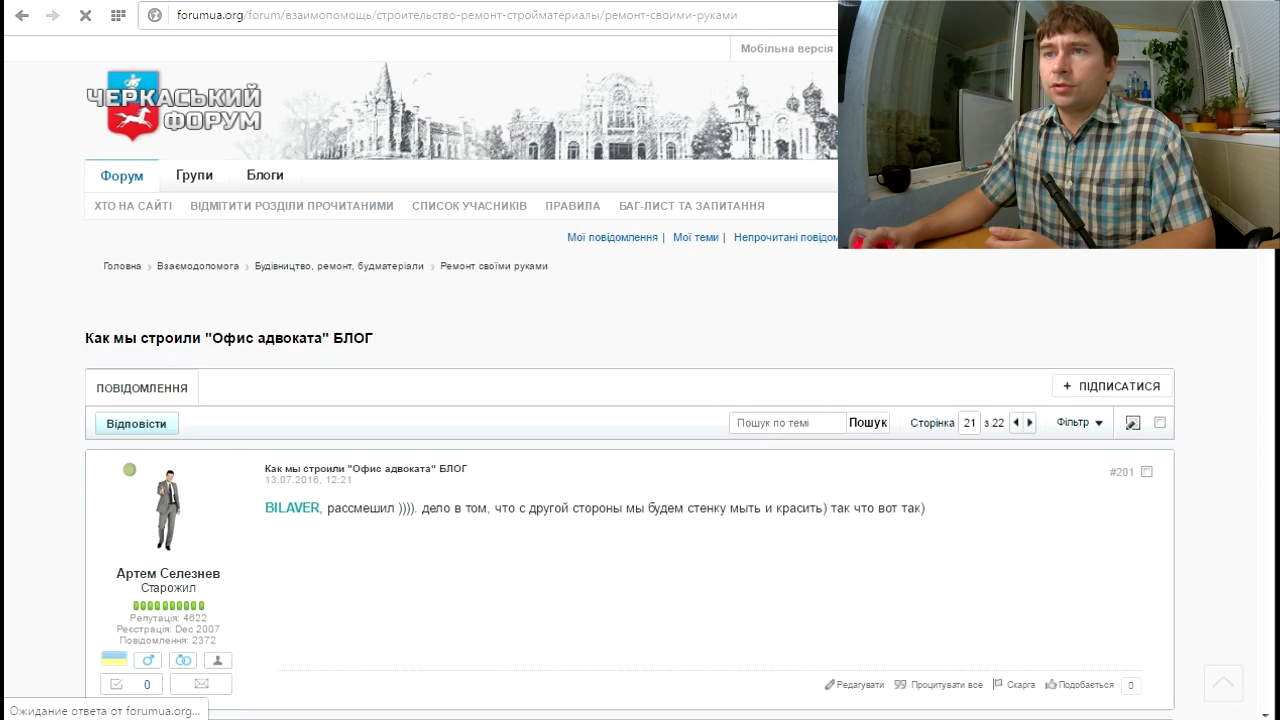 forumua.org/forum/взаимопомощь/строительство-ремонт-стройматериалы/ремонт-своими-руками
Мобільна версія
ЧЕРКАСЬКИЙ
ФОРУМ
Форум Групи Блоги
ХТО НА САЙТІ ВІДМІТИТИ РОЗДІЛИ ПРОЧИТАНИМИ СПИСОК УЧАСНИКІВ ПРАВИЛА БАГ-ЛИСТ ТА ЗАПИТАННЯ
Мої повідомлення | Мої теми | Непрочитані повідом
Головна › Взаємодопомога › Будівництво, ремонт, будматеріали › Ремонт своїми руками
Как мы строили "Офис адвоката" БЛОГ
ПОВІДОМЛЕННЯ
+ ПІДПИСАТИСЯ
Відповісти
Пошук по темі Пошук Сторінка 21 з 22 Фільтр
Как мы строили "Офис адвоката" БЛОГ
13.07.2016, 12:21
#201
BILAVER, рассмешил )))). дело в том, что с другой стороны мы будем стенку мыть и красить) так что вот так)
Артем Селезнев
Старожил
Репутація: 4622
Реєстрація: Dec 2007
Повідомлення: 2372
0
Редагувати Процитувати все Скарга Подобається 0
Ожидание ответа от forumua.org...